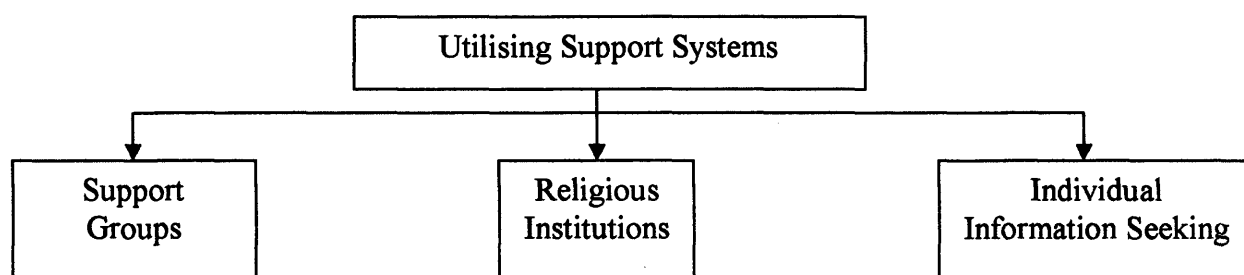 Utilising Support Systems
Support
Groups
Religious
Institutions
Individual
Information Seeking